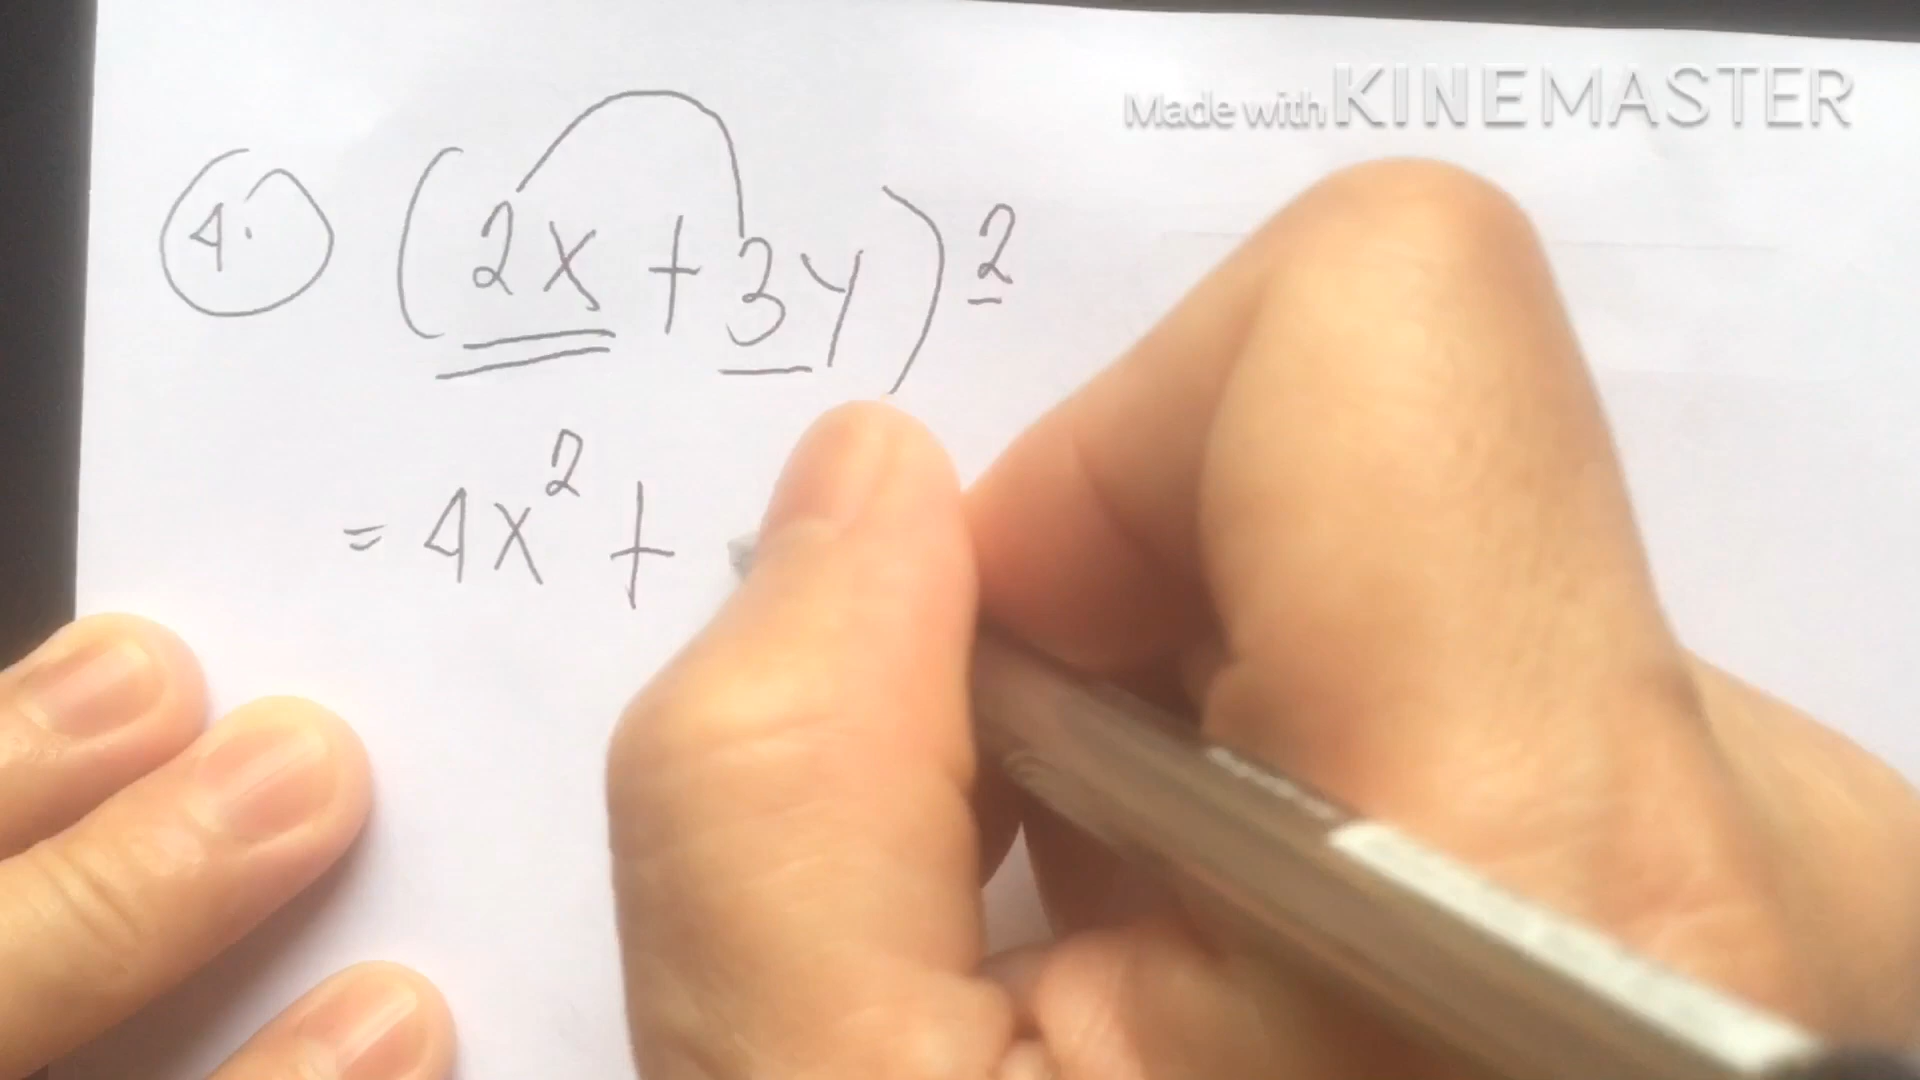 Made with KINEMASTER
4. (2x + 3y)²
= 4x² +